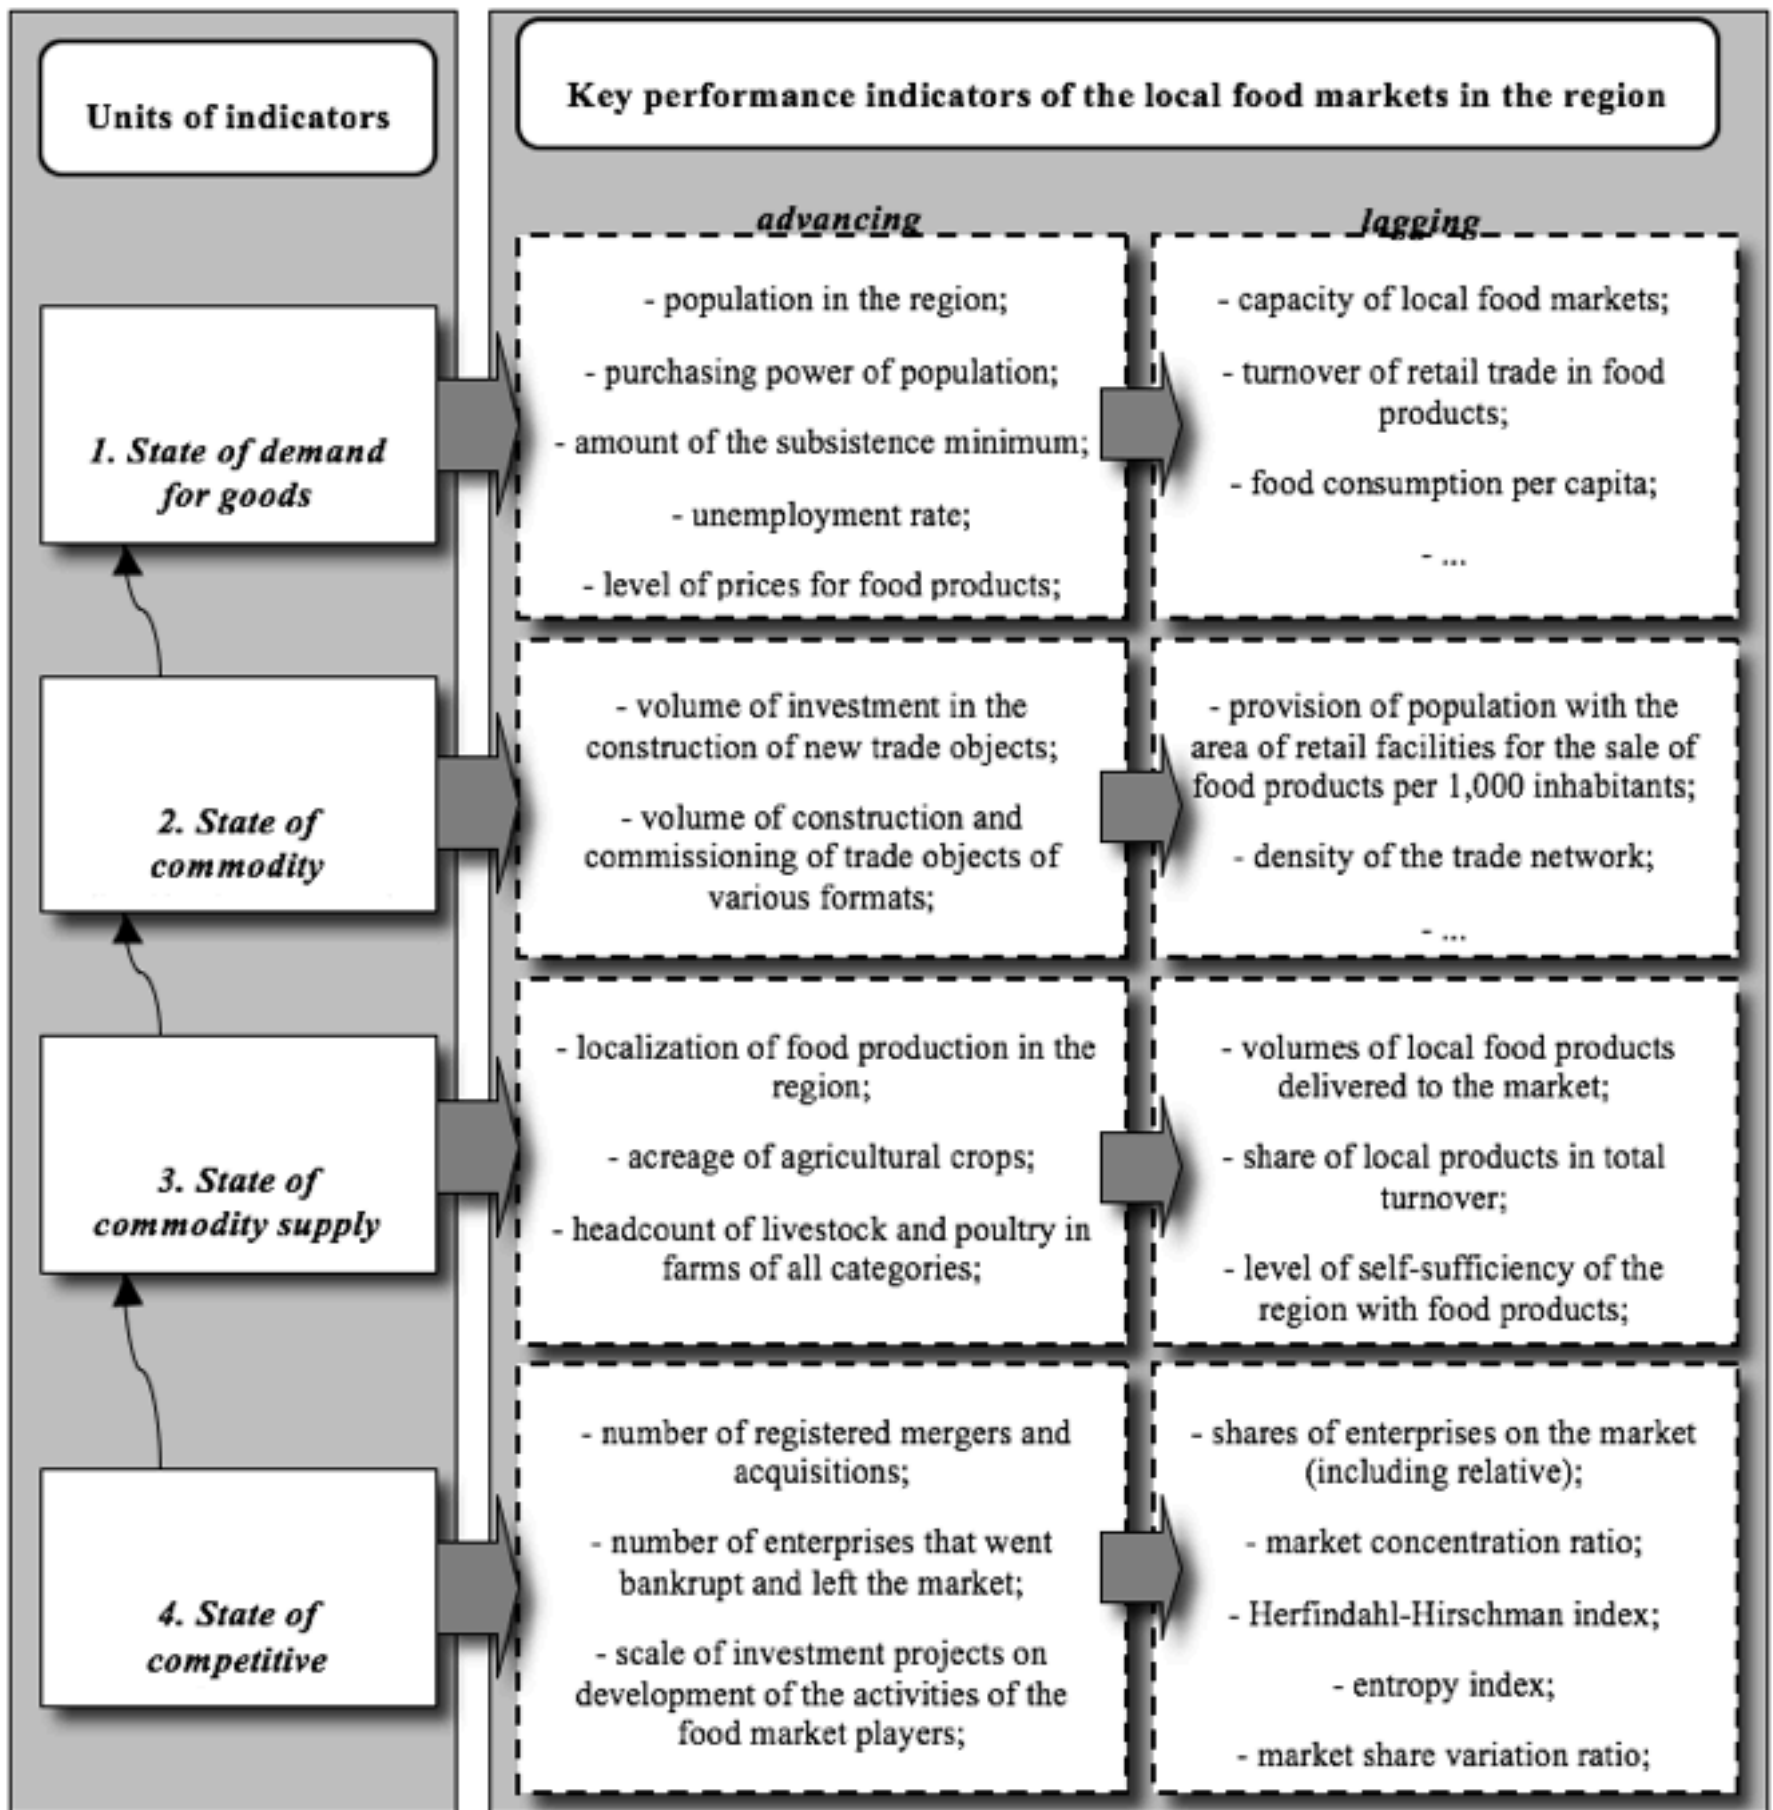 Units of indicators
Key performance indicators of the local food markets in the region
advancing
lagging
1. State of demand
for goods
- population in the region;
- purchasing power of population;
- amount of the subsistence minimum;
- unemployment rate;
- level of prices for food products;
- capacity of local food markets;
- turnover of retail trade in food
products;
- food consumption per capita;
- ...
2. State of
commodity
- volume of investment in the
construction of new trade objects;
- volume of construction and
commissioning of trade objects of
various formats;
- provision of population with the
area of retail facilities for the sale of
food products per 1,000 inhabitants;
- density of the trade network;
- ...
3. State of
commodity supply
- localization of food production in the
region;
- acreage of agricultural crops;
- headcount of livestock and poultry in
farms of all categories;
- volumes of local food products
delivered to the market;
- share of local products in total
turnover;
- level of self-sufficiency of the
region with food products;
4. State of
competitive
- number of registered mergers and
acquisitions;
- number of enterprises that went
bankrupt and left the market;
- scale of investment projects on
development of the activities of the
food market players;
- shares of enterprises on the market
(including relative);
- market concentration ratio;
- Herfindahl-Hirschman index;
- entropy index;
- market share variation ratio;